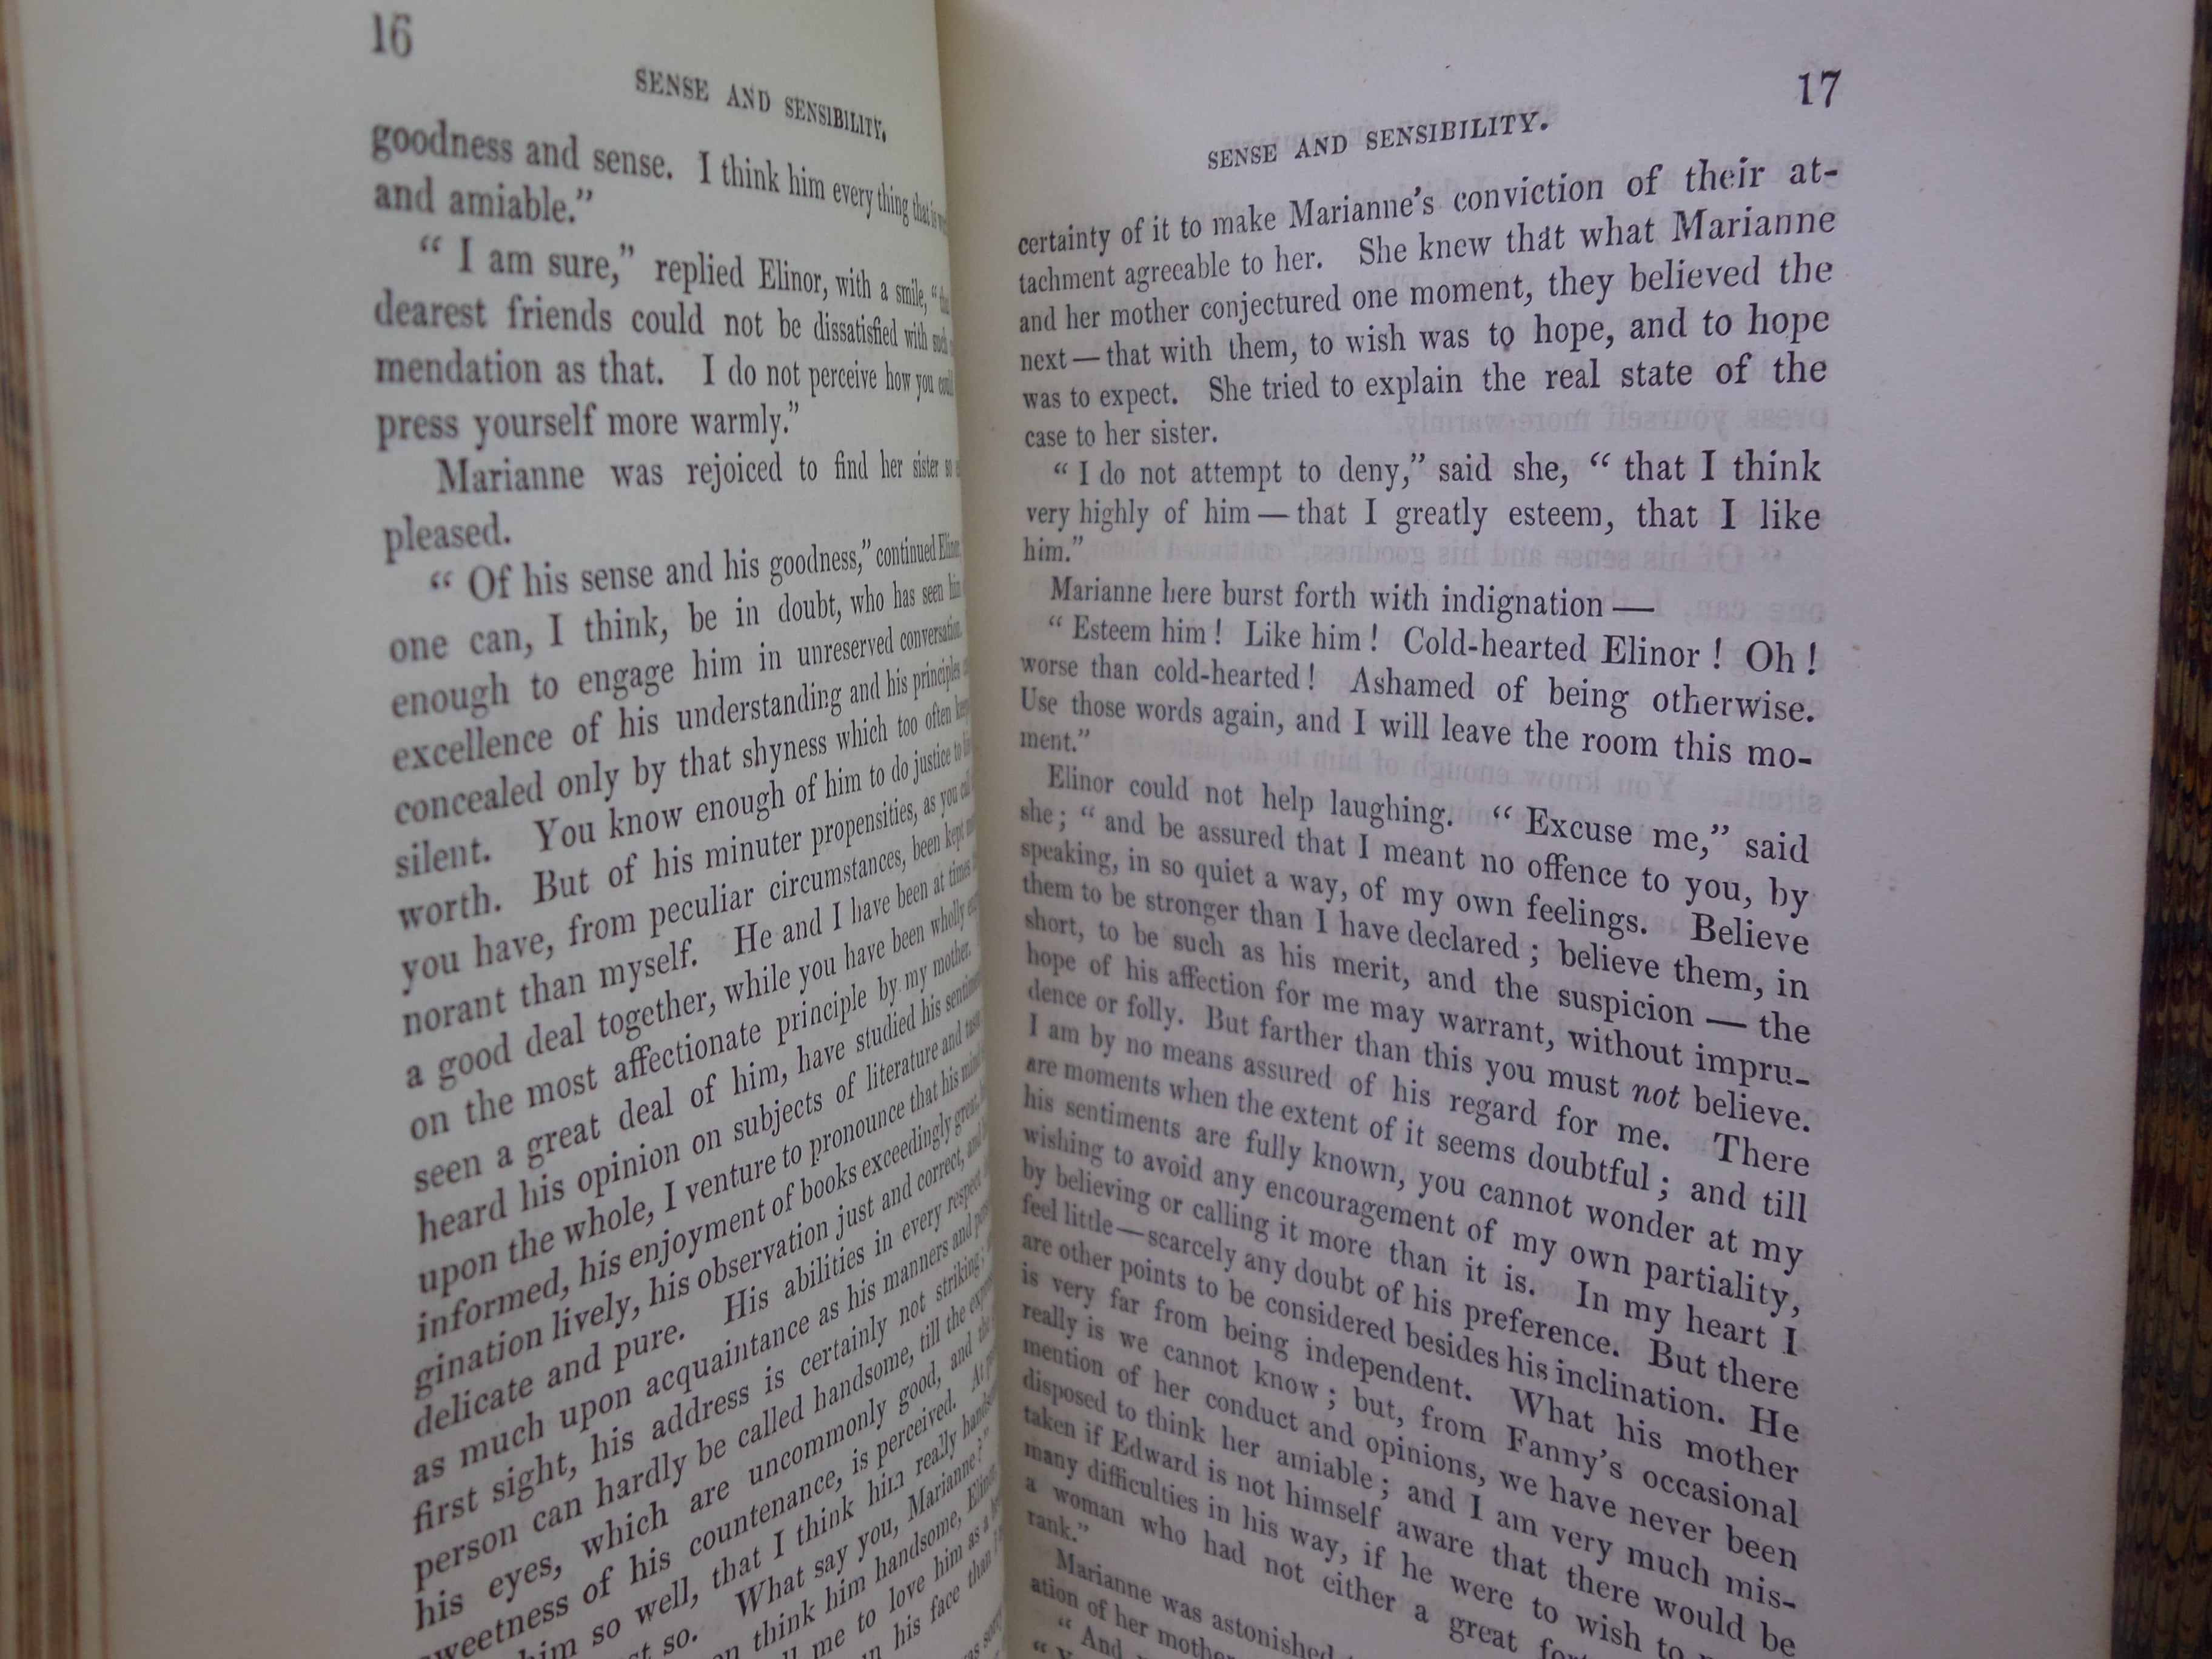 16
SENSE AND SENSIBILITY.
goodness and sense. I think him every thing that is
and amiable.”
“ I am sure,” replied Elinor, with a smile, “
dearest friends could not be dissatisfied with such
mendation as that. I do not perceive how you
press yourself more warmly.”
Marianne was rejoiced to find her sister so
pleased.
“ Of his sense and his goodness,” continued Elinor,
one can, I think, be in doubt, who has seen him
enough to engage him in unreserved conversation.
excellence of his understanding and his principles
concealed only by that shyness which too often
silent. You know enough of him to do justice to
worth. But of his minuter propensities, as you call
you have, from peculiar circumstances, been kept
norant than myself. He and I have been at times
a good deal together, while you have been wholly
on the most affectionate principle by my mother.
seen a great deal of him, have studied his
heard his opinion on subjects of literature and
upon the whole, I venture to pronounce that his mind
informed, his enjoyment of books exceedingly great,
gination lively, his observation just and correct, and
delicate and pure. His abilities in every respect
as much upon acquaintance as his manners and
first sight, his address is certainly not striking;
person can hardly be called handsome, till the
his eyes, which are uncommonly good, and the
sweetness of his countenance, is perceived. At
him so well, that I think him really
so. What say you, Marianne?”
think him handsome, Elinor,
me to love him as a
in his face than
17
SENSE AND SENSIBILITY.
certainty of it to make Marianne’s conviction of their at-
tachment agreeable to her. She knew that what Marianne
and her mother conjectured one moment, they believed the
next — that with them, to wish was to hope, and to hope
was to expect. She tried to explain the real state of the
case to her sister.
“ I do not attempt to deny,” said she, “ that I think
very highly of him — that I greatly esteem, that I like
him.”
Marianne here burst forth with indignation —
“ Esteem him ! Like him ! Cold-hearted Elinor ! Oh !
worse than cold-hearted ! Ashamed of being otherwise.
Use those words again, and I will leave the room this mo-
ment.”
Elinor could not help laughing. “ Excuse me,” said
she ; “ and be assured that I meant no offence to you, by
speaking, in so quiet a way, of my own feelings. Believe
them to be stronger than I have declared ; believe them, in
short, to be such as his merit, and the suspicion — the
hope of his affection for me may warrant, without impru-
dence or folly. But farther than this you must not believe.
I am by no means assured of his regard for me. There
are moments when the extent of it seems doubtful ; and till
his sentiments are fully known, you cannot wonder at my
wishing to avoid any encouragement of my own partiality,
by believing or calling it more than it is. In my heart I
feel little — scarcely any doubt of his preference. But there
are other points to be considered besides his inclination. He
is very far from being independent. What his mother
really is we cannot know ; but, from Fanny’s occasional
mention of her conduct and opinions, we have never been
disposed to think her amiable ; and I am very much mis-
taken if Edward is not himself aware that there would be
many difficulties in his way, if he were to wish to
a woman who had not either a great
rank.”
Marianne was astonished
ation of her mother
“ And